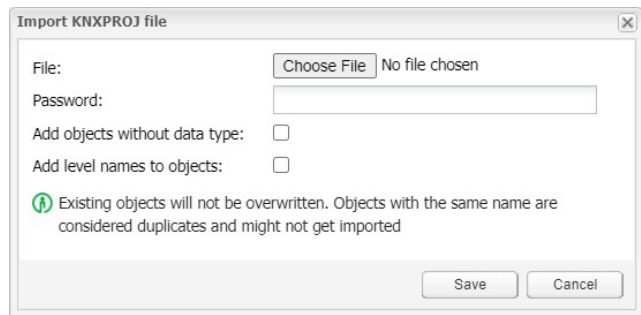 Import KNXPROJ file
File: Choose File No file chosen
Password:
Add objects without data type:
Add level names to objects:
Existing objects will not be overwritten. Objects with the same name are
considered duplicates and might not get imported
Save Cancel